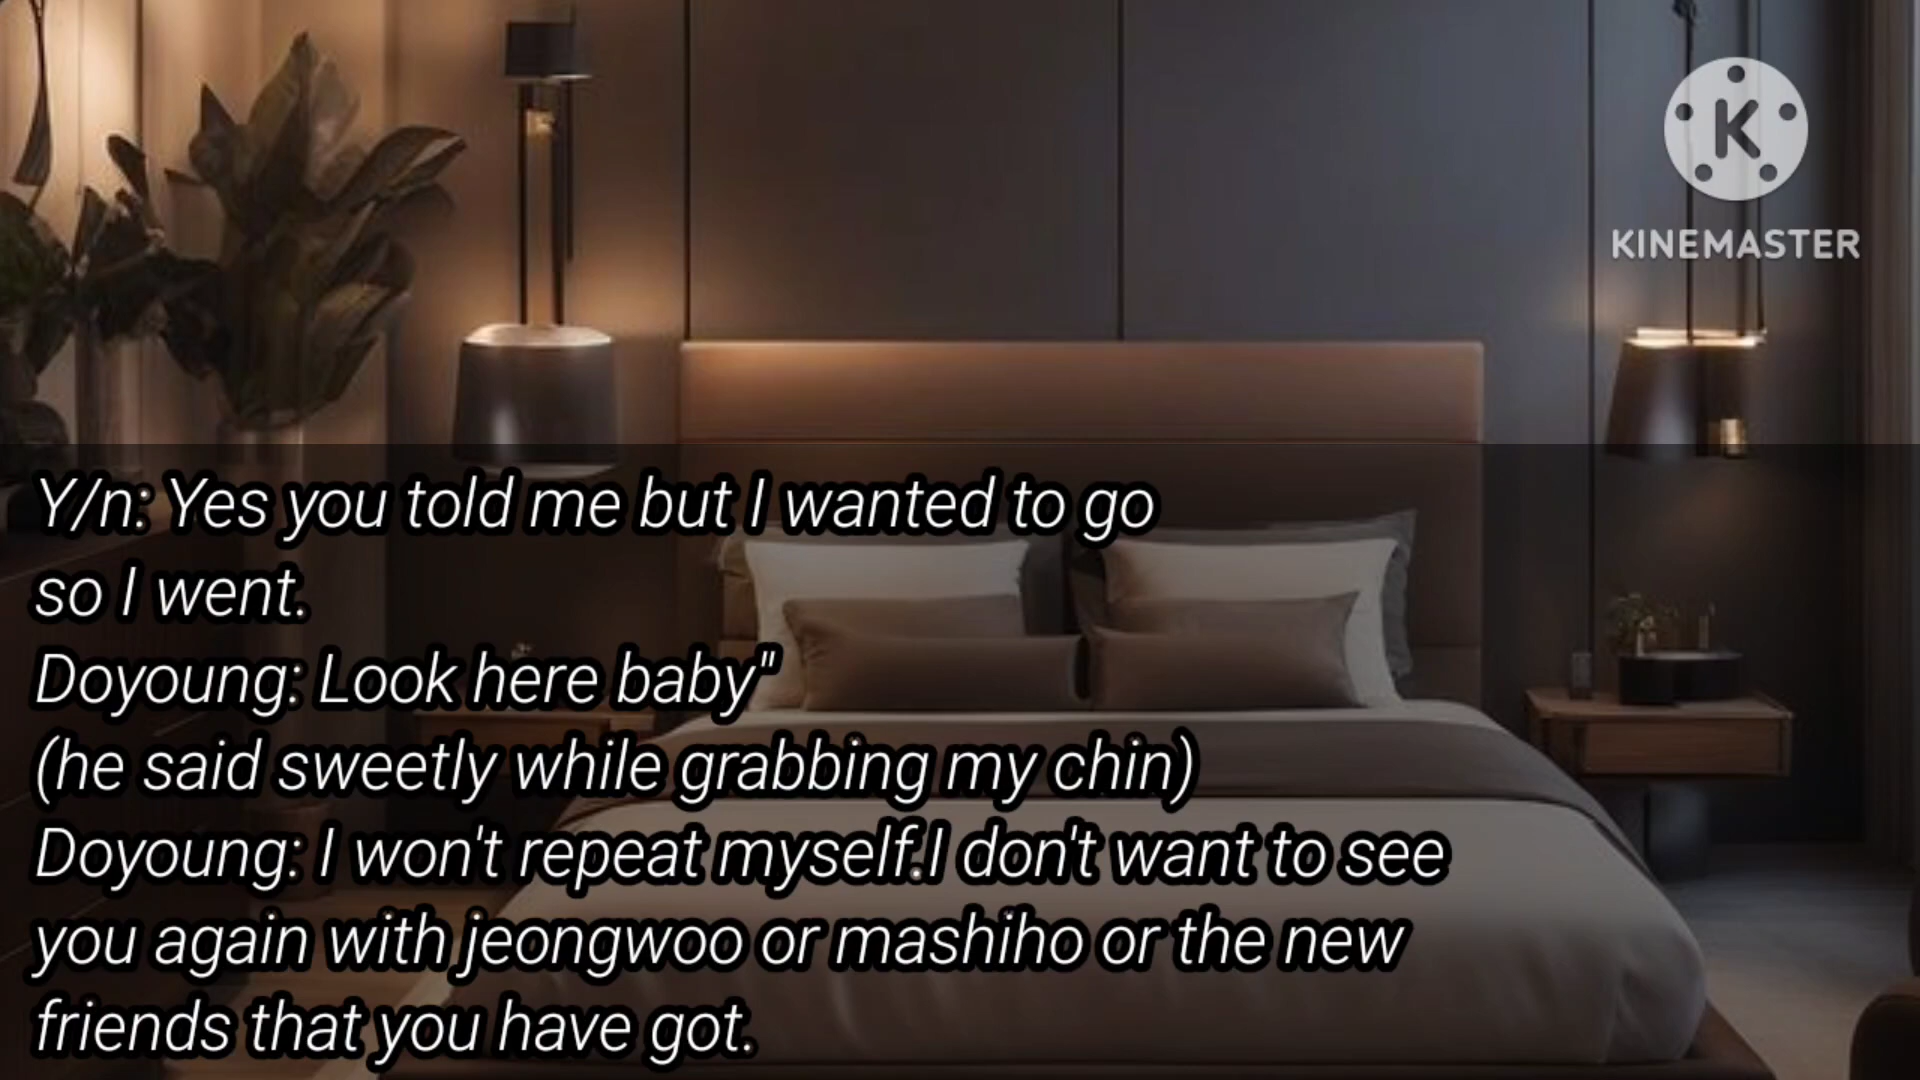 KINEMASTER
Y/n: Yes you told me but I wanted to go
so I went.
Doyoung: Look here baby"
(he said sweetly while grabbing my chin)
Doyoung: I won't repeat myself.I don't want to see
you again with jeongwoo or mashiho or the new
friends that you have got.